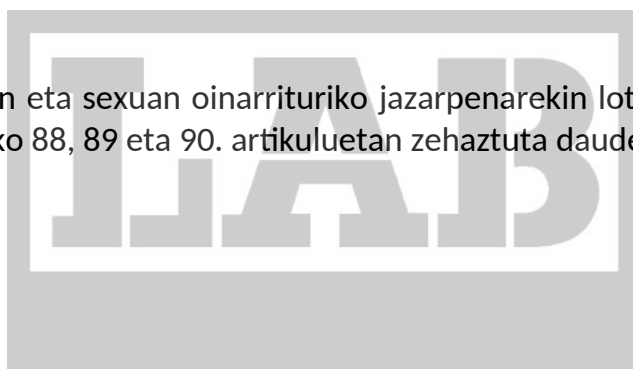 LAB
n eta sexuan oinarrituriko jazarpenarekin lot
ko 88, 89 eta 90. artikuluetan zehaztuta daude